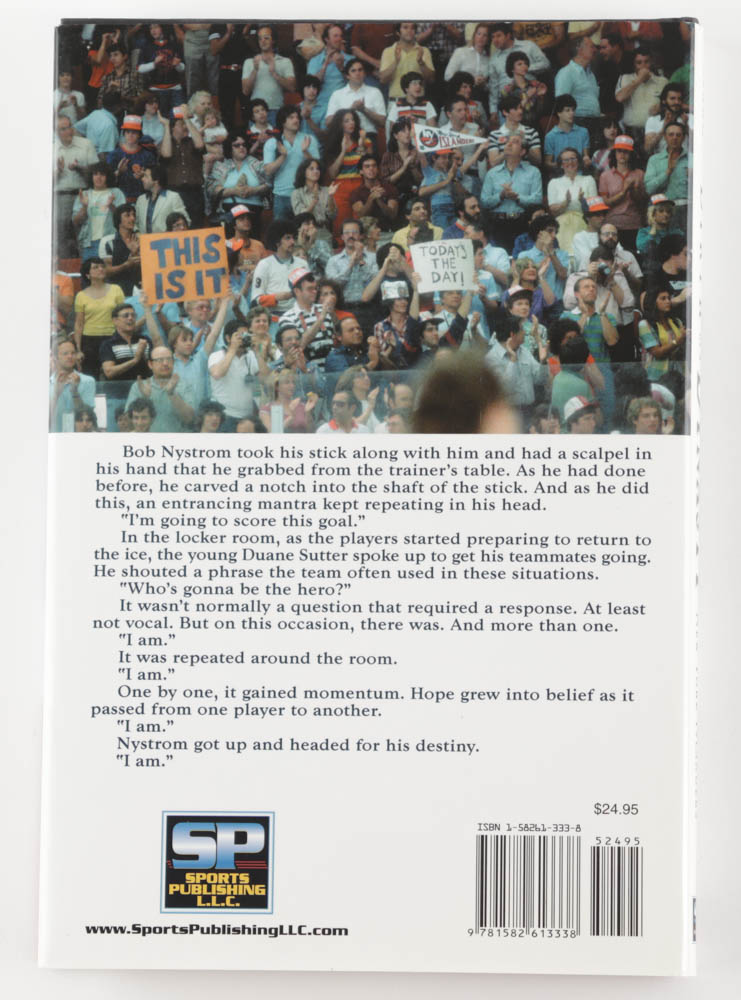 ISLANDERS
THIS
IS IT
TODAYS
THE
DAY!
Bob Nystrom took his stick along with him and had a scalpel in
his hand that he grabbed from the trainer's table. As he had done
before, he carved a notch into the shaft of the stick. And as he did
this, an entrancing mantra kept repeating in his head.
"I'm going to score this goal."
In the locker room, as the players started preparing to return to
the ice, the young Duane Sutter spoke up to get his teammates going.
He shouted a phrase the team often used in these situations.
"Who's gonna be the hero?"
It wasn't normally a question that required a response. At least
not vocal. But on this occasion, there was. And more than one.
"I am."
It was repeated around the room.
"I am."
One by one, it gained momentum. Hope grew into belief as it
passed from one player to another.
"I am."
Nystrom got up and headed for his destiny.
"I am."
$24.95
ISBN 1-58261-333-8
52495
SP
SPORTS
PUBLISHING
L.L.C.
www.SportsPublishingLLC.com
9 781582 613338